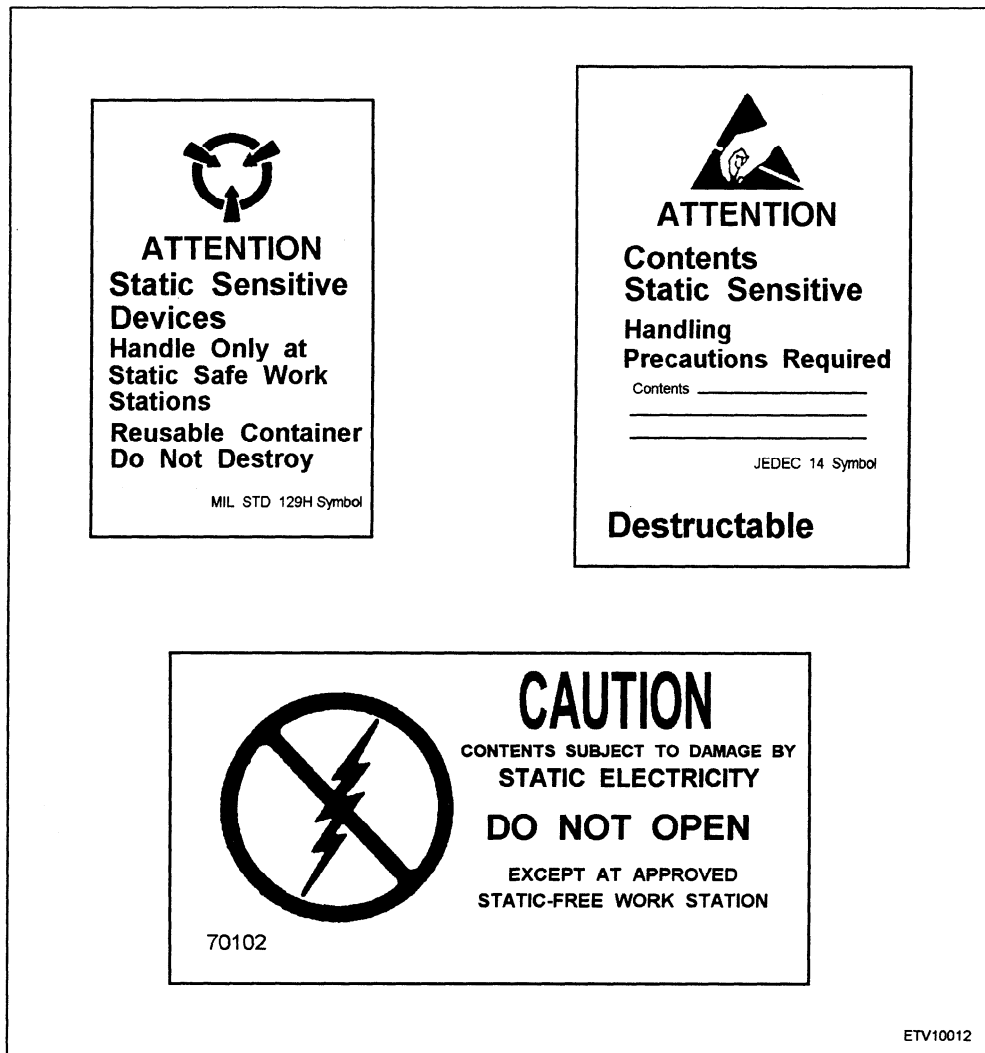 ATTENTION
Static Sensitive
Devices
Handle Only at
Static Safe Work
Stations
Reusable Container
Do Not Destroy
MIL STD 129H Symbol
ATTENTION
Contents
Static Sensitive
Handling
Precautions Required
Contents
JEDEC 14 Symbol
Destructable
CAUTION
CONTENTS SUBJECT TO DAMAGE BY
STATIC ELECTRICITY
DO NOT OPEN
EXCEPT AT APPROVED
STATIC-FREE WORK STATION
70102
ETV10012